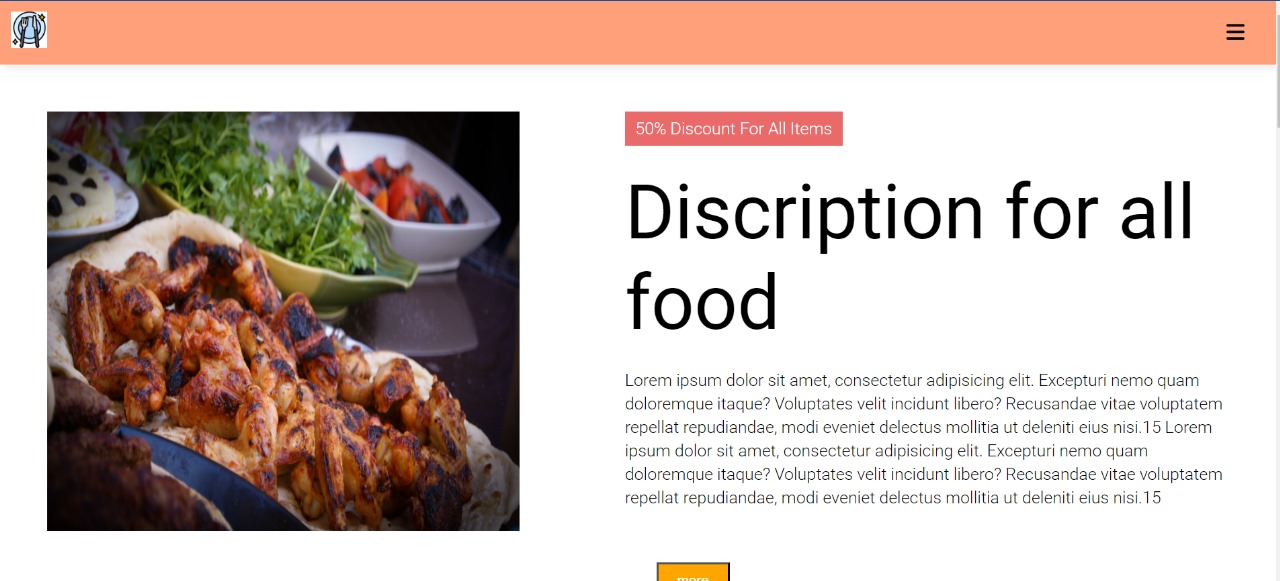 50% Discount For All Items
Discription for all
food
Lorem ipsum dolor sit amet, consectetur adipisicing elit. Excepturi nemo quam
doloremque itaque? Voluptates velit incidunt libero? Recusandae vitae voluptatem
repellat repudiandae, modi eveniet delectus mollitia ut deleniti eius nisi.15 Lorem
ipsum dolor sit amet, consectetur adipisicing elit. Excepturi nemo quam
doloremque itaque? Voluptates velit incidunt libero? Recusandae vitae voluptatem
repellat repudiandae, modi eveniet delectus mollitia ut deleniti eius nisi.15